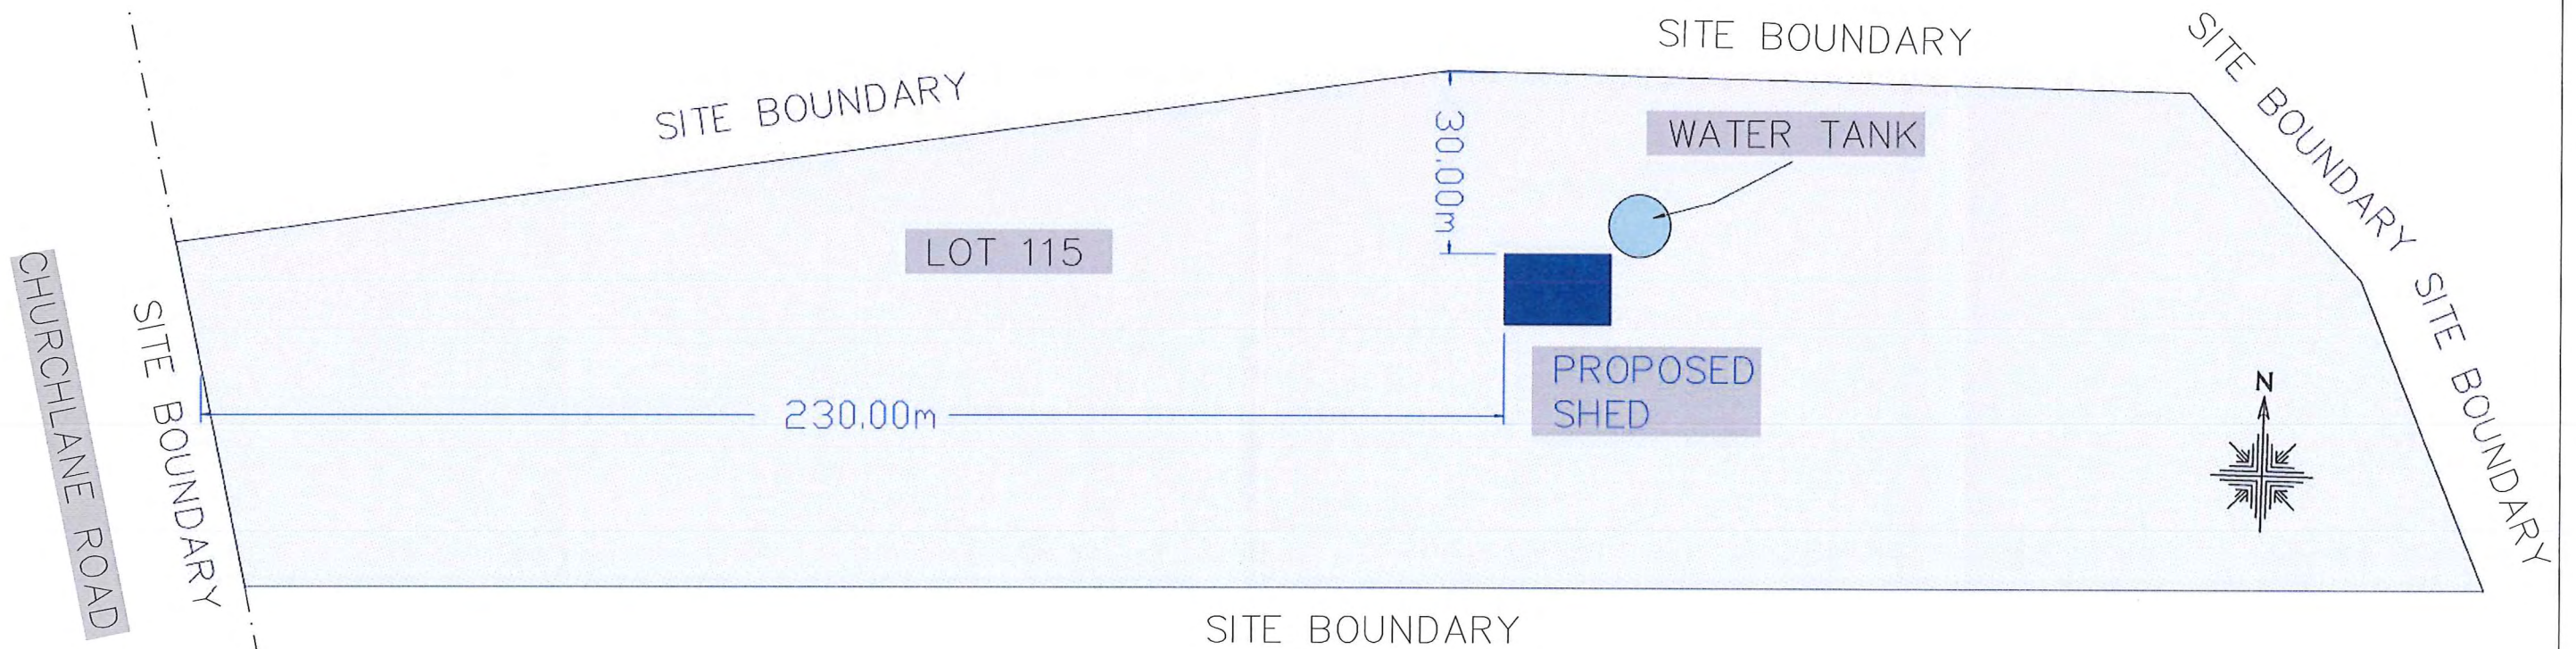 SITE BOUNDARY
SITE BOUNDARY
SITE BOUNDARY
30.00m
WATER TANK
LOT 115
CHURCHLANE ROAD
SITE BOUNDARY
230.00m
PROPOSED
SHED
SITE BOUNDARY
N
SITE BOUNDARY